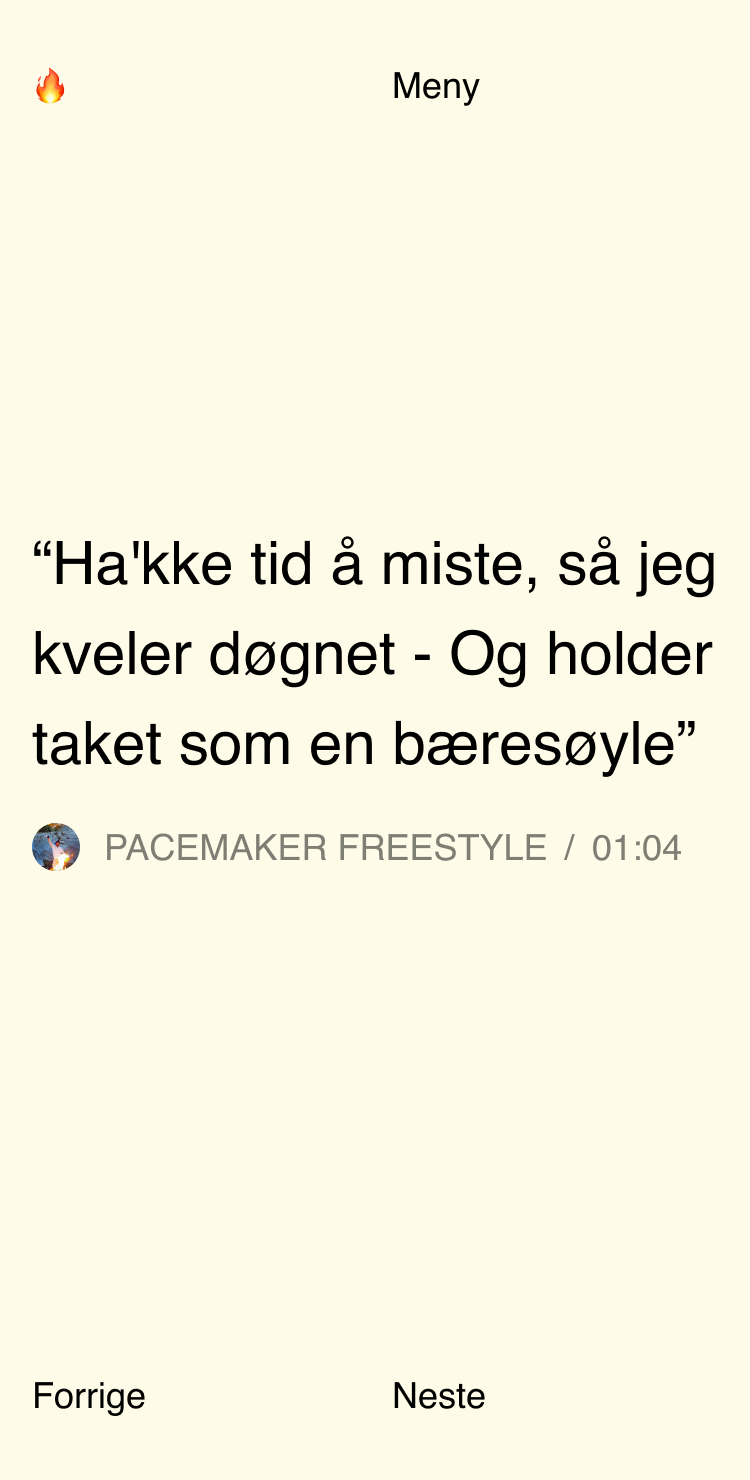 🔥 Meny
“Ha'kke tid å miste, så jeg
kveler døgnet - Og holder
taket som en bæresøyle”
PACEMAKER FREESTYLE / 01:04
Forrige Neste